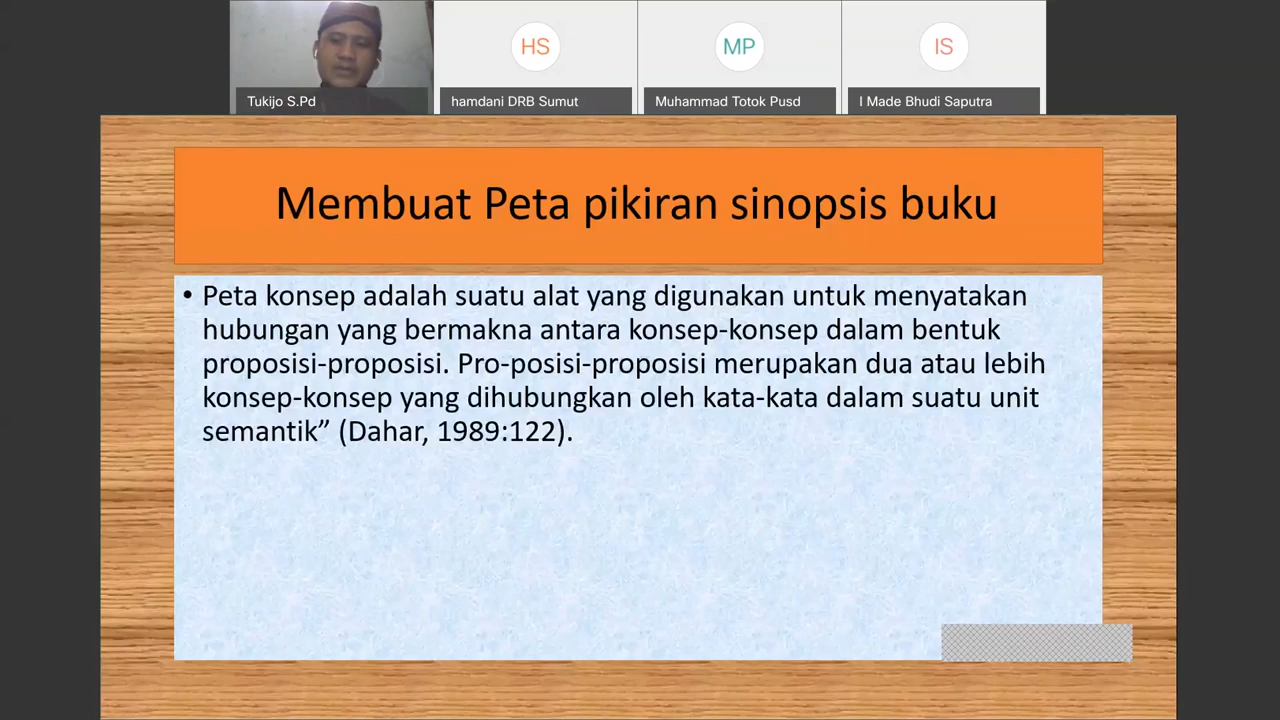 HS
MP
IS
Tukijo S.Pd
hamdani DRB Sumut
Muhammad Totok Pusd
I Made Bhudi Saputra
Membuat Peta pikiran sinopsis buku
• Peta konsep adalah suatu alat yang digunakan untuk menyatakan
hubungan yang bermakna antara konsep-konsep dalam bentuk
proposisi-proposisi. Pro-posisi-proposisi merupakan dua atau lebih
konsep-konsep yang dihubungkan oleh kata-kata dalam suatu unit
semantik” (Dahar, 1989:122).